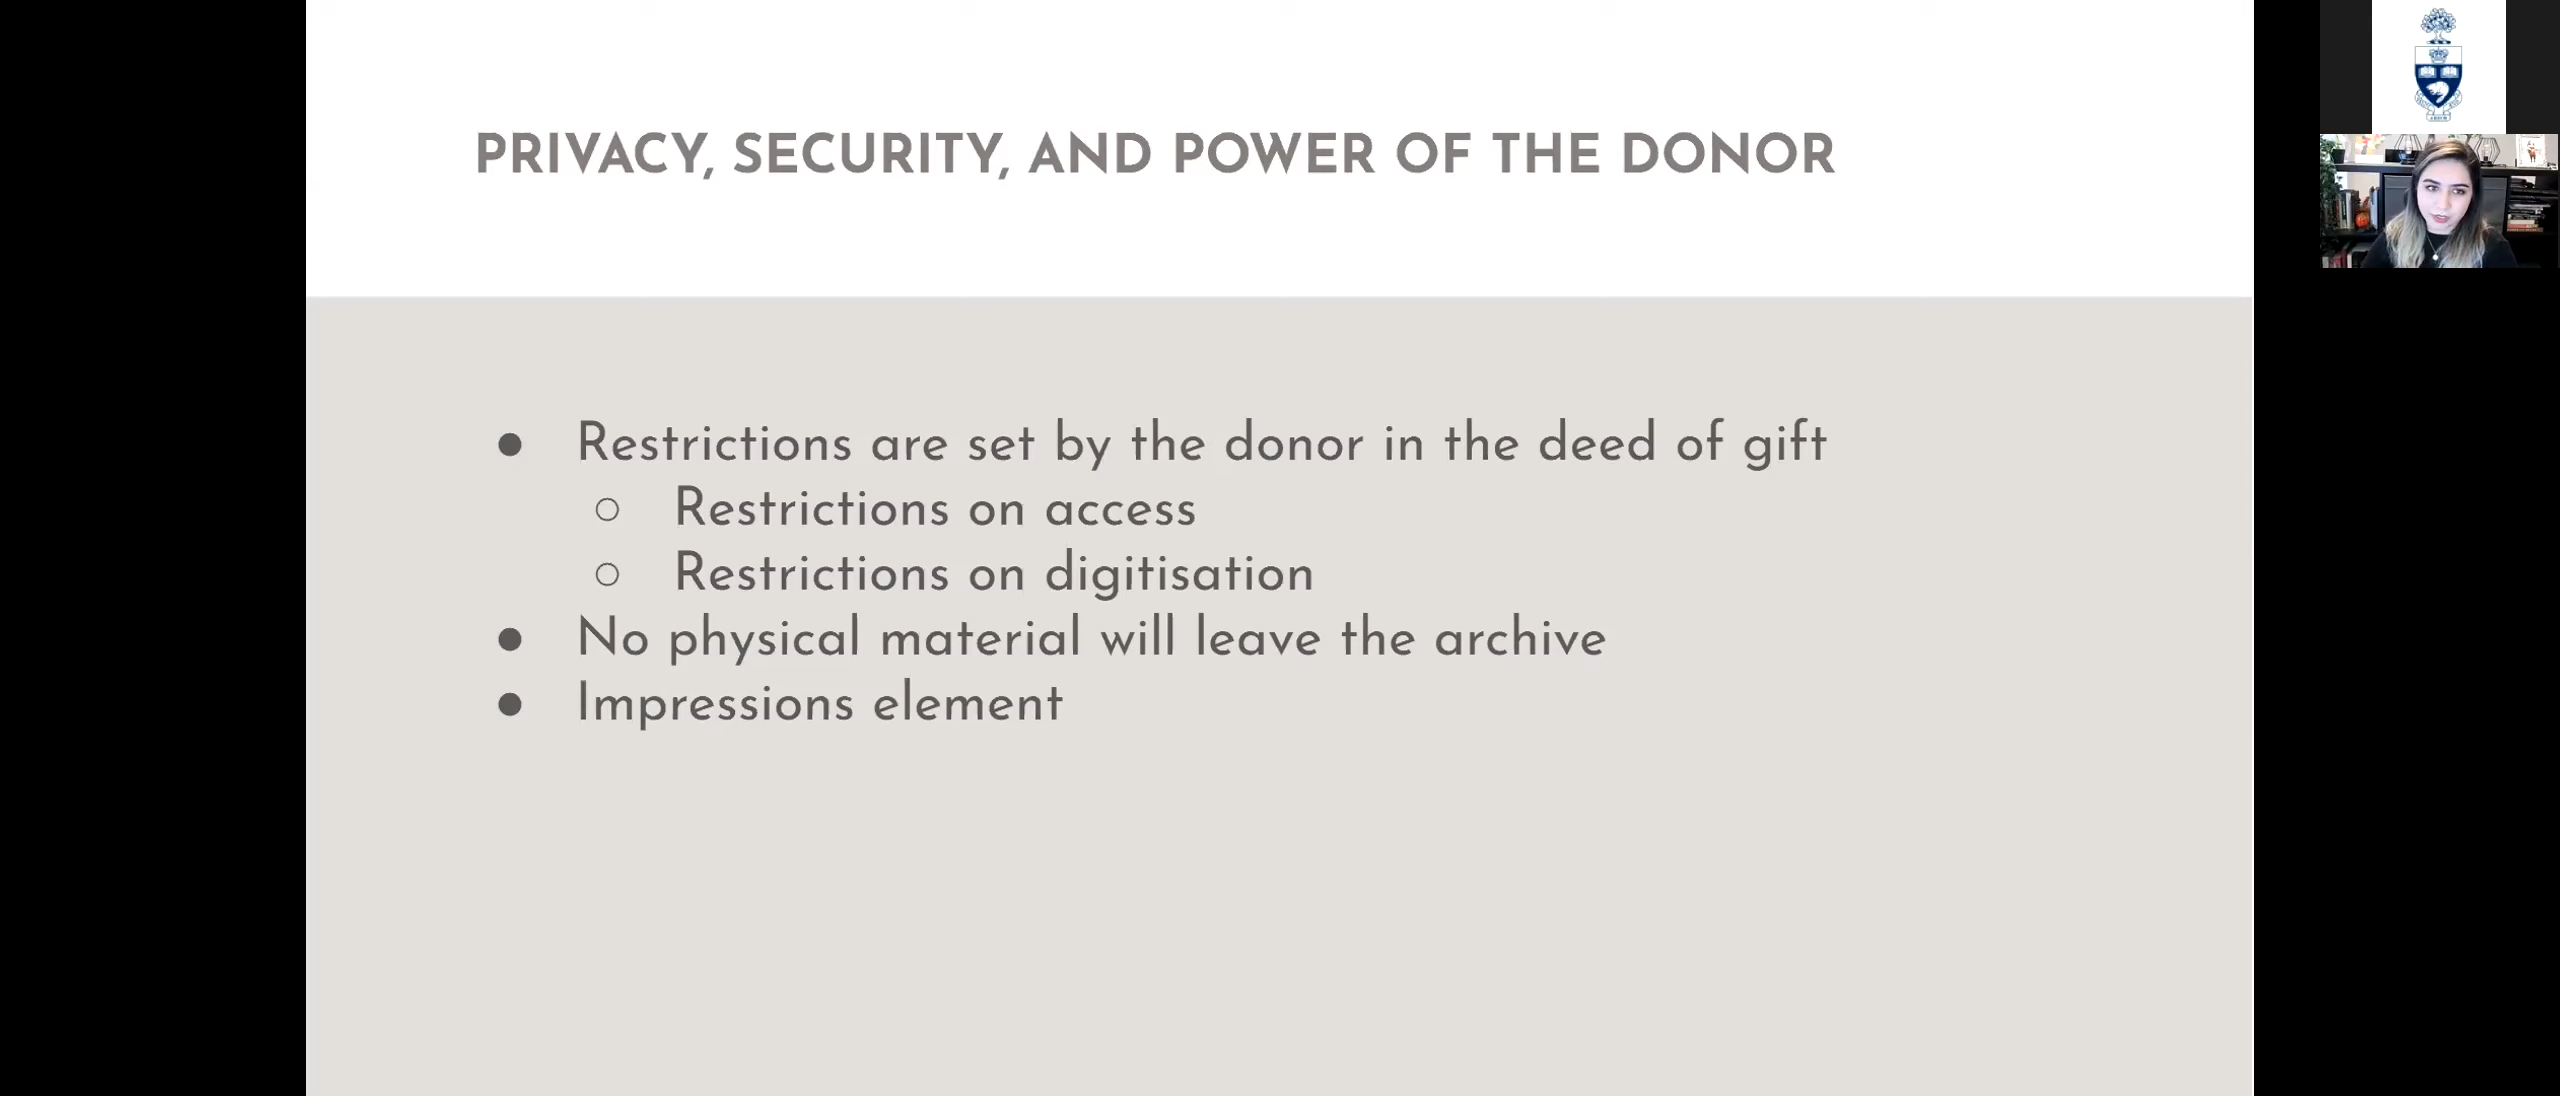 PRIVACY, SECURITY, AND POWER OF THE DONOR
● Restrictions are set by the donor in the deed of gift
○ Restrictions on access
○ Restrictions on digitisation
● No physical material will leave the archive
● Impressions element